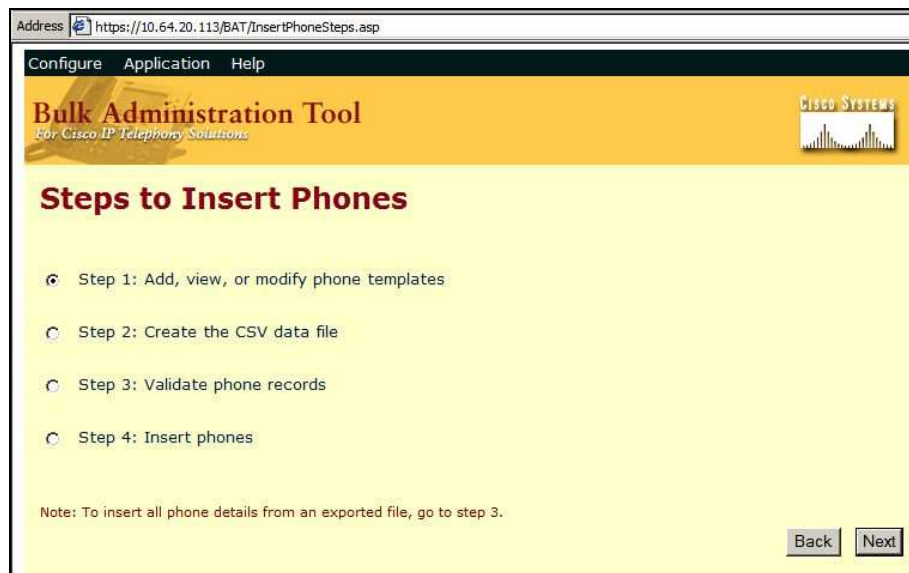 Address https://10.64.20.113/BAT/InsertPhoneSteps.asp
Configure Application Help
Bulk Administration Tool
For Cisco IP Telephony Solutions
CISCO SYSTEMS
Steps to Insert Phones
Step 1: Add, view, or modify phone templates
Step 2: Create the CSV data file
Step 3: Validate phone records
Step 4: Insert phones
Note: To insert all phone details from an exported file, go to step 3.
Back Next